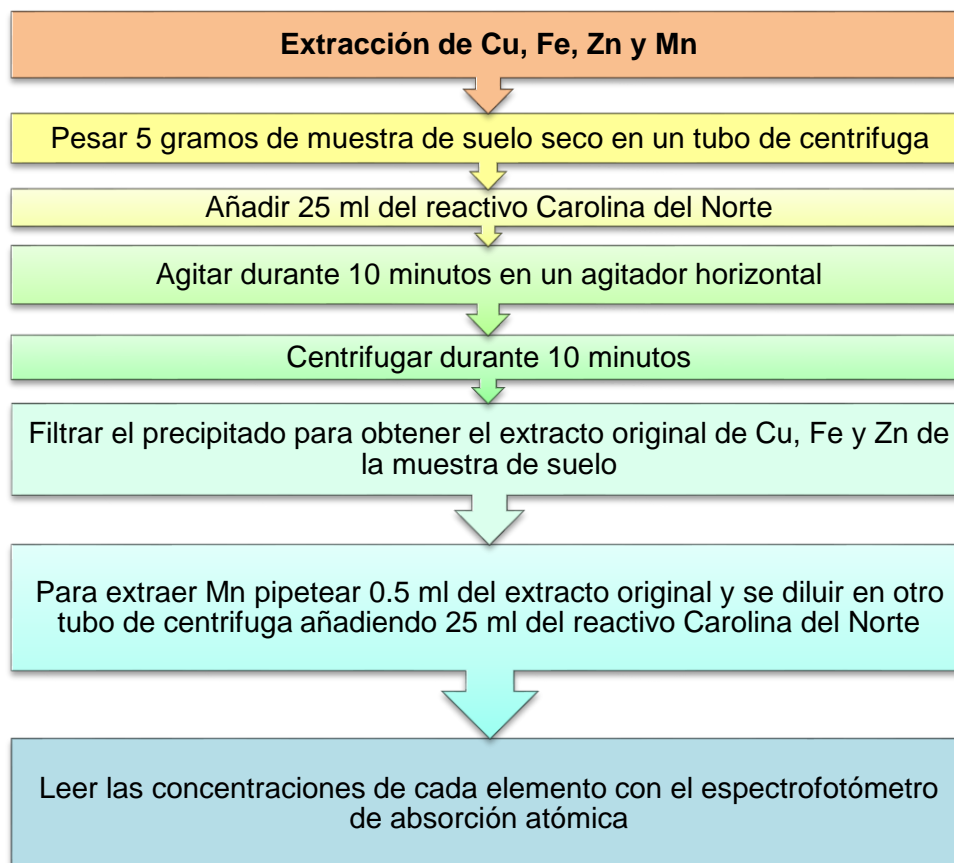 Extracción de Cu, Fe, Zn y Mn
Pesar 5 gramos de muestra de suelo seco en un tubo de centrifuga
Añadir 25 ml del reactivo Carolina del Norte
Agitar durante 10 minutos en un agitador horizontal
Centrifugar durante 10 minutos
Filtrar el precipitado para obtener el extracto original de Cu, Fe y Zn de
la muestra de suelo
Para extraer Mn pipetear 0.5 ml del extracto original y se diluir en otro
tubo de centrifuga añadiendo 25 ml del reactivo Carolina del Norte
Leer las concentraciones de cada elemento con el espectrofotómetro
de absorción atómica